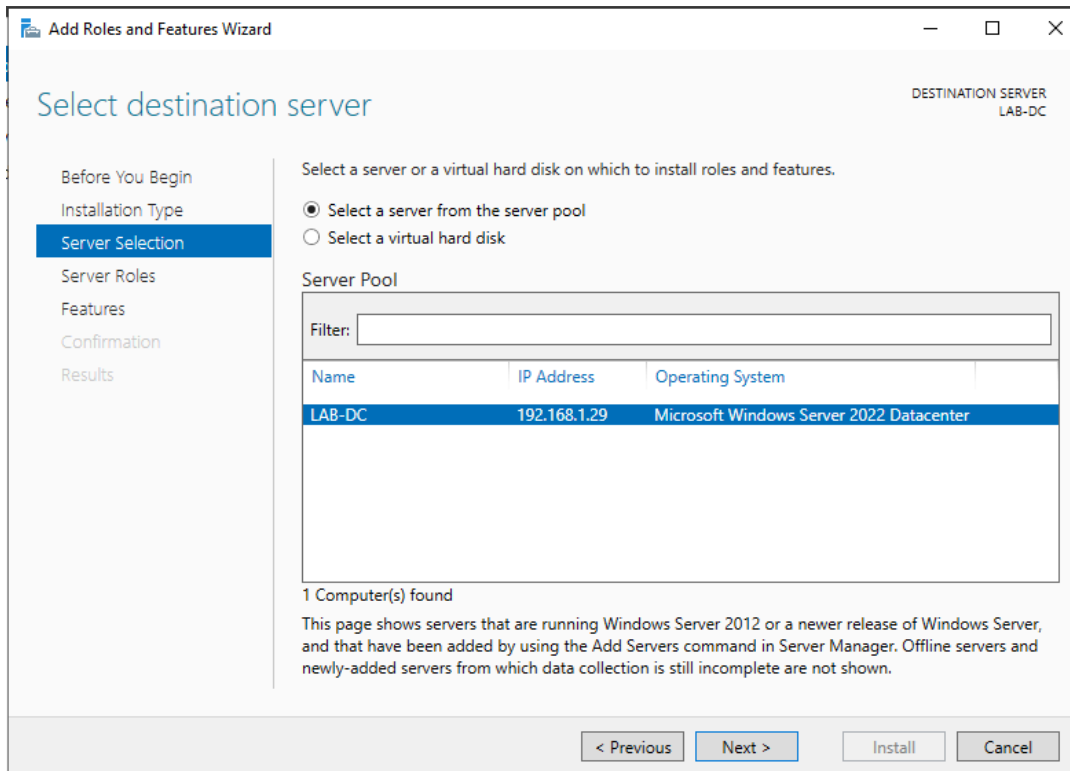 Add Roles and Features Wizard
Select destination server
DESTINATION SERVER
LAB-DC
Before You Begin
Installation Type
Server Selection
Server Roles
Features
Confirmation
Results
Select a server or a virtual hard disk on which to install roles and features.
Select a server from the server pool
Select a virtual hard disk
Server Pool
Filter:
Name IP Address Operating System
LAB-DC 192.168.1.29 Microsoft Windows Server 2022 Datacenter
1 Computer(s) found
This page shows servers that are running Windows Server 2012 or a newer release of Windows Server,
and that have been added by using the Add Servers command in Server Manager. Offline servers and
newly-added servers from which data collection is still incomplete are not shown.
< Previous Next > Install Cancel